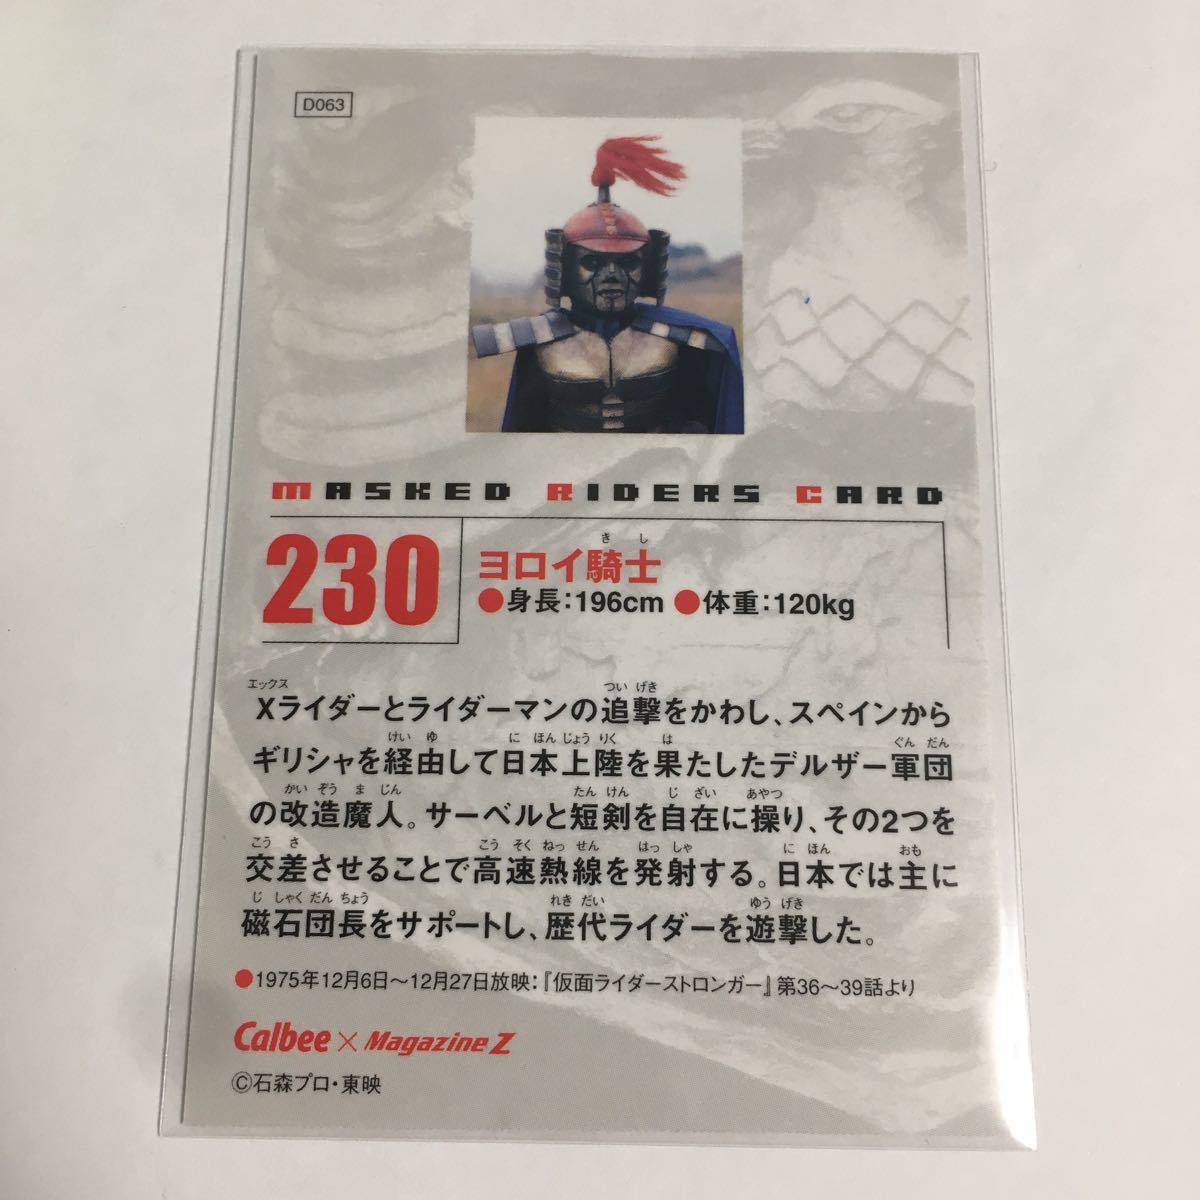 D063
MASKED RIDERS CARD
230
きし
ヨロイ騎士
●身長:196cm ●体重:120kg
エックス ついげき
Xライダーとライダーマンの追撃をかわし、スペインから
けいゆ にほんじょうりく は ぐんだん
ギリシャを経由して日本上陸を果たしたデルザー軍団
かいぞうまじん たんけん じざい あやつ
の改造魔人。サーベルと短剣を自在に操り、その2つを
こうさ こうそくねっせん はっしゃ にほん おも
交差させることで高速熱線を発射する。日本では主に
じしゃくだんちょう れきだい ゆうげき
磁石団長をサポートし、歴代ライダーを遊撃した。
●1975年12月6日〜12月27日放映:『仮面ライダーストロンガー』第36〜39話より
Calbee × Magazine Z
©石森プロ・東映